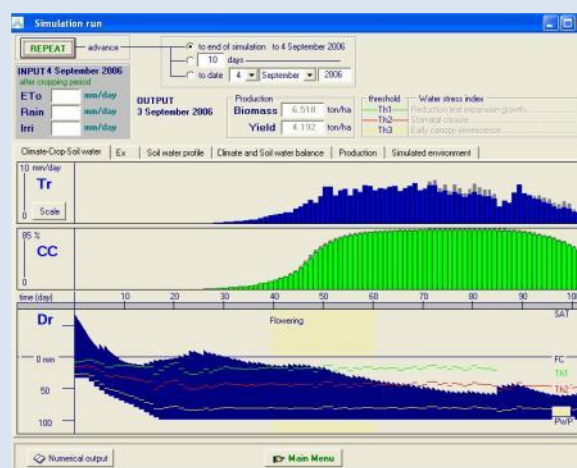 Simulation run
REPEAT
advance
to end of simulation to 4 September 2006
10 days
to date 4 September 2006
INPUT 4 September 2006
after cropping period
ETo mm/day
Rain mm/day
Irri mm/day
OUTPUT
3 September 2006
Production
Biomass 6.518 ton/ha
Yield 4.192 ton/ha
threshold Water stress index
Th1 expansion growth
Th2 Stomatal closure
Th3 Early canopy senescence
Climate-Crop-Soil water Ex Soil water profile Climate and Soil water balance Production Simulated environment
10 mm/day
Tr
0 Scale
85 %
CC
0
time (day) 10 20 30 40 50 60 70 80 90 100
Dr Flowering SAT
0 mm FC
Th1
50 Th2
100 PWP
Numerical output Main Menu